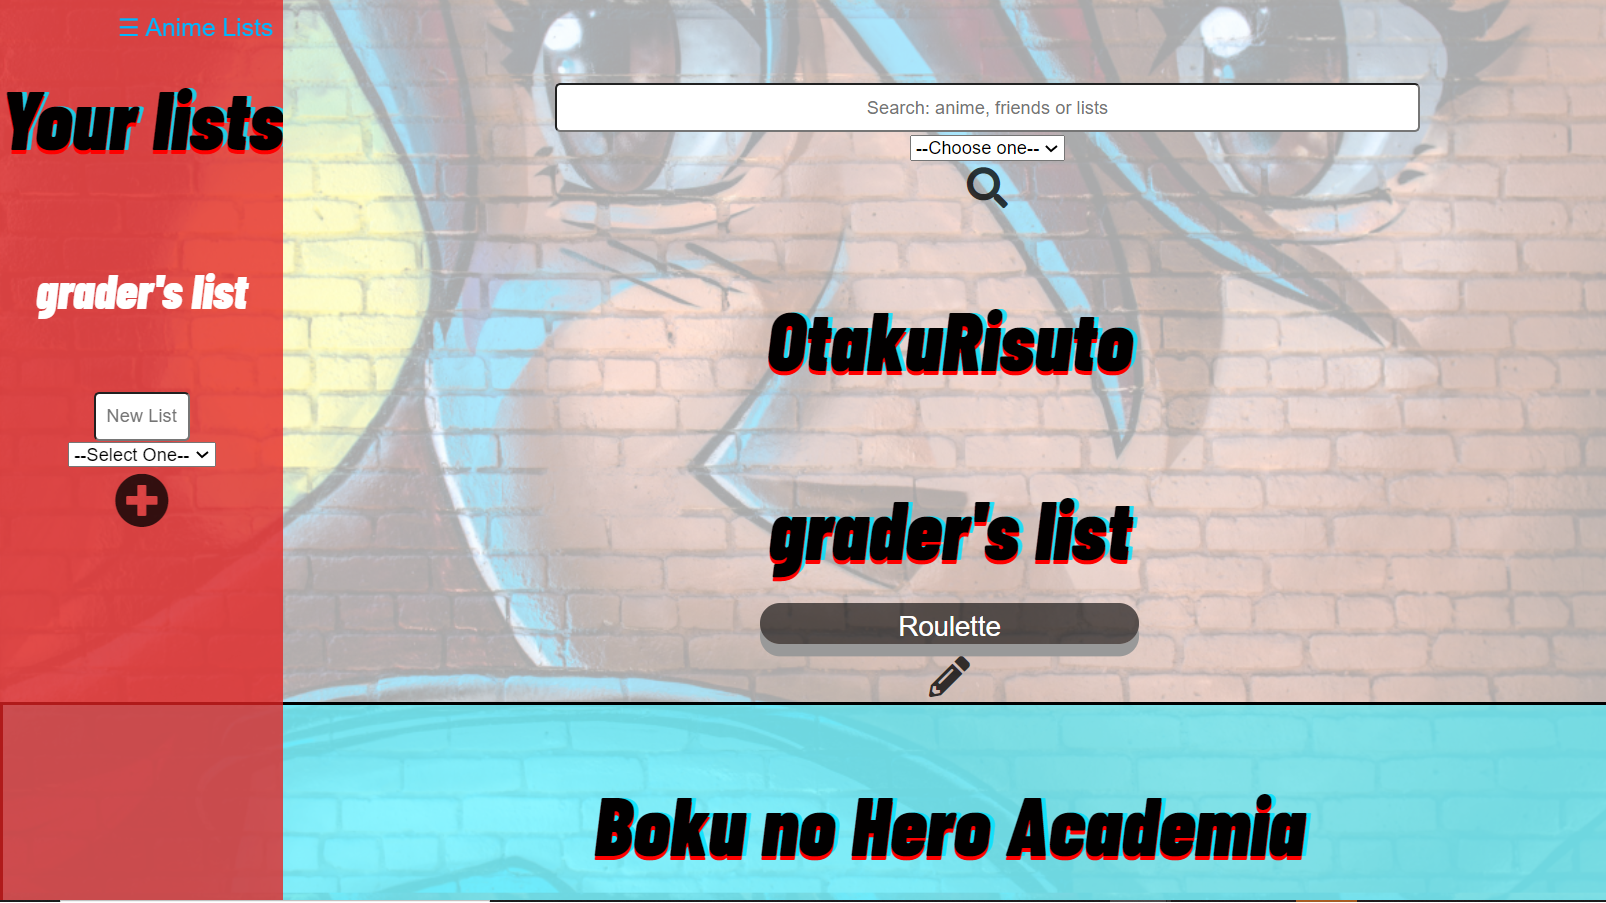 ☰ Anime Lists
Your lists
grader's list
New List
--Select One--
Search: anime, friends or lists
--Choose one--
OtakuRisuto
grader's list
Roulette
Boku no Hero Academia